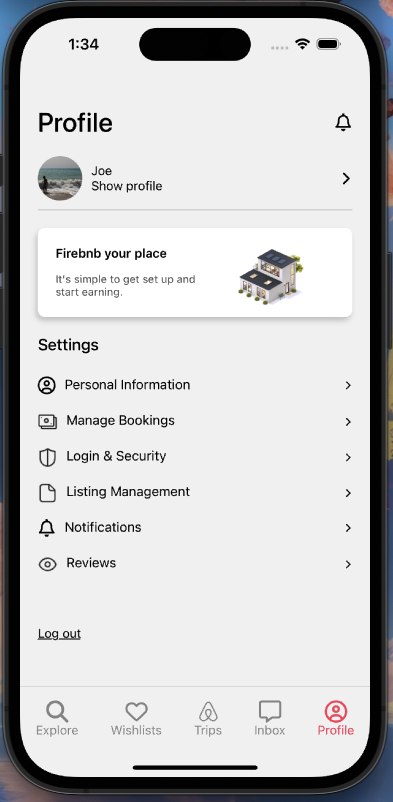 1:34
Profile
Joe
Show profile
Firebnb your place
It's simple to get set up and
start earning.
Settings
Personal Information
Manage Bookings
Login & Security
Listing Management
Notifications
Reviews
Log out
Explore
Wishlists
Trips
Inbox
Profile